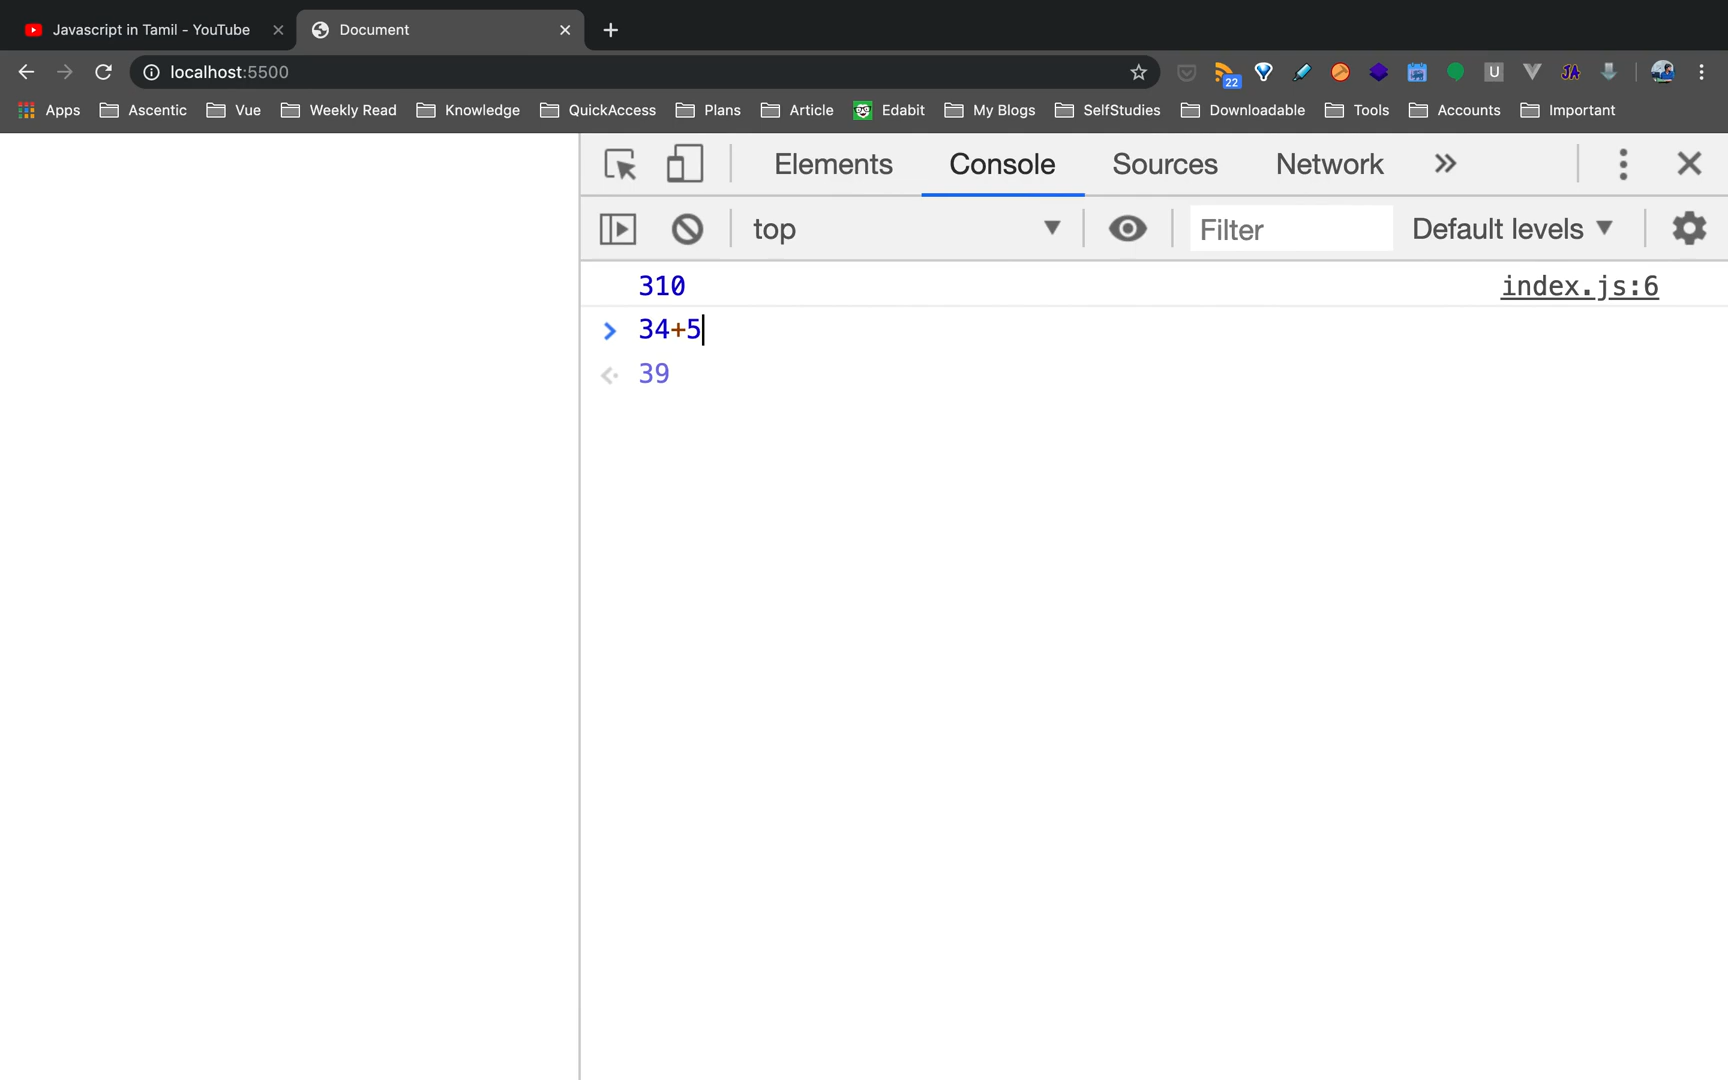 Javascript in Tamil - YouTube
Document
localhost:5500
22
U
JA
Apps Ascentic Vue Weekly Read Knowledge QuickAccess Plans Article Edabit My Blogs SelfStudies Downloadable Tools Accounts Important
Elements Console Sources Network
top Filter Default levels
310 index.js:6
34+5
39